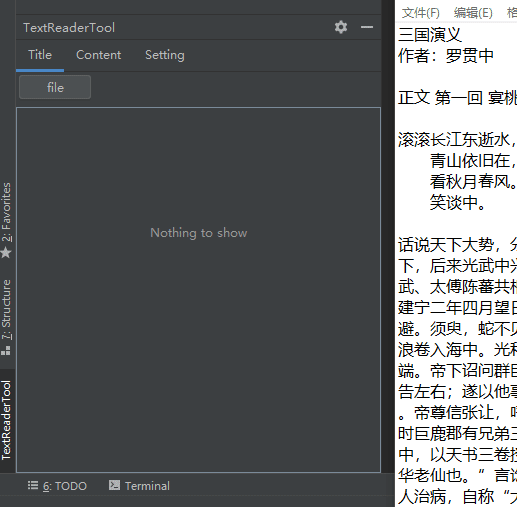 TextReaderTool
Title Content Setting
file
Nothing to show
2: Favorites
7: Structure
TextReaderTool
6: TODO Terminal
文件(F) 编辑(E)
三国演义
作者：罗贯中
正文 第一回 宴桃
滚滚长江东逝水，
青山依旧在，
看秋月春风。
笑谈中。
话说天下大势，分
下，后来光武中兴
武、太傅陈蕃共相
建宁二年四月望日
避。须臾，蛇不见
浪卷入海中。光和
端。帝下诏问群臣
告左右；遂以他事
。帝尊信张让，呼
时巨鹿郡有兄弟三
中，以天书三卷授
华老仙也。”言讫
人治病，自称“大